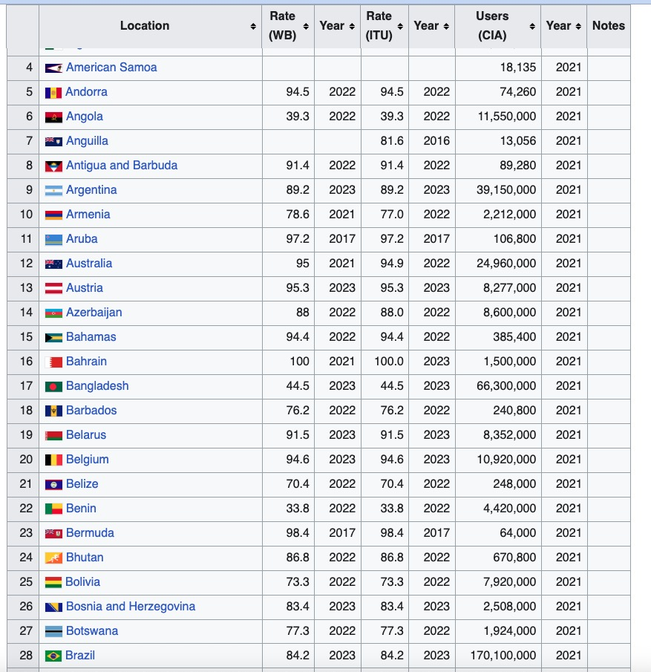 Location Rate (WB) Year Rate (ITU) Year Users (CIA) Year Notes
4 American Samoa 18,135 2021
5 Andorra 94.5 2022 94.5 2022 74,260 2021
6 Angola 39.3 2022 39.3 2022 11,550,000 2021
7 Anguilla 81.6 2016 13,056 2021
8 Antigua and Barbuda 91.4 2022 91.4 2022 89,280 2021
9 Argentina 89.2 2023 89.2 2023 39,150,000 2021
10 Armenia 78.6 2021 77.0 2022 2,212,000 2021
11 Aruba 97.2 2017 97.2 2017 106,800 2021
12 Australia 95 2021 94.9 2022 24,960,000 2021
13 Austria 95.3 2023 95.3 2023 8,277,000 2021
14 Azerbaijan 88 2022 88.0 2022 8,600,000 2021
15 Bahamas 94.4 2022 94.4 2022 385,400 2021
16 Bahrain 100 2021 100.0 2023 1,500,000 2021
17 Bangladesh 44.5 2023 44.5 2023 66,300,000 2021
18 Barbados 76.2 2022 76.2 2022 240,800 2021
19 Belarus 91.5 2023 91.5 2023 8,352,000 2021
20 Belgium 94.6 2023 94.6 2023 10,920,000 2021
21 Belize 70.4 2022 70.4 2022 248,000 2021
22 Benin 33.8 2022 33.8 2022 4,420,000 2021
23 Bermuda 98.4 2017 98.4 2017 64,000 2021
24 Bhutan 86.8 2022 86.8 2022 670,800 2021
25 Bolivia 73.3 2022 73.3 2022 7,920,000 2021
26 Bosnia and Herzegovina 83.4 2023 83.4 2023 2,508,000 2021
27 Botswana 77.3 2022 77.3 2022 1,924,000 2021
28 Brazil 84.2 2023 84.2 2023 170,100,000 2021